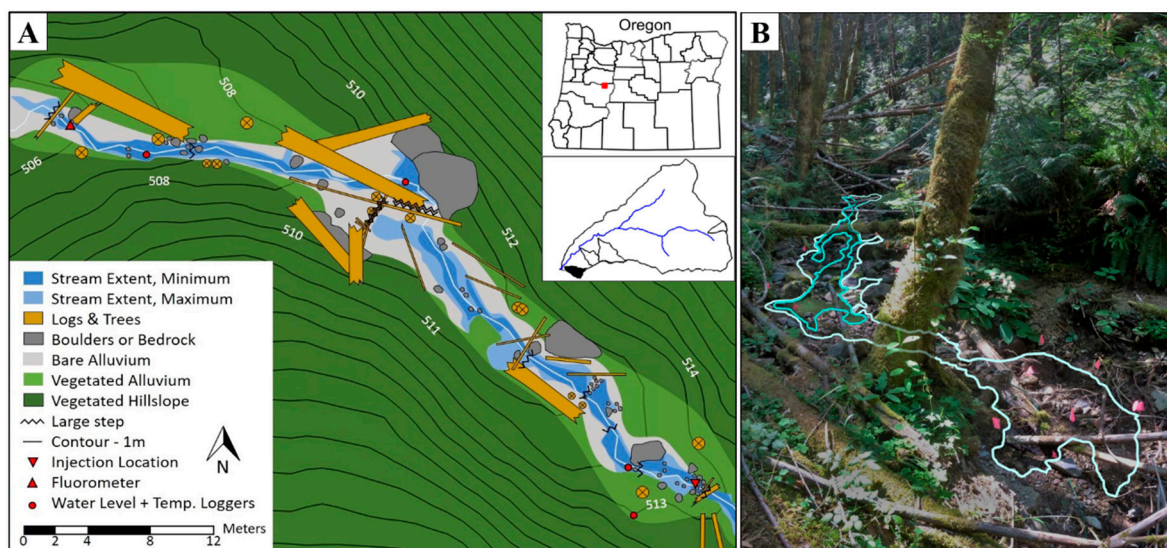 A
Oregon
B
508
510
506
508
510
512
511
514
513
Stream Extent, Minimum
Stream Extent, Maximum
Logs & Trees
Boulders or Bedrock
Bare Alluvium
Vegetated Alluvium
Vegetated Hillslope
Large step
Contour - 1m
Injection Location
Fluorometer
Water Level + Temp. Loggers
N
Meters
0 2 4 8 12